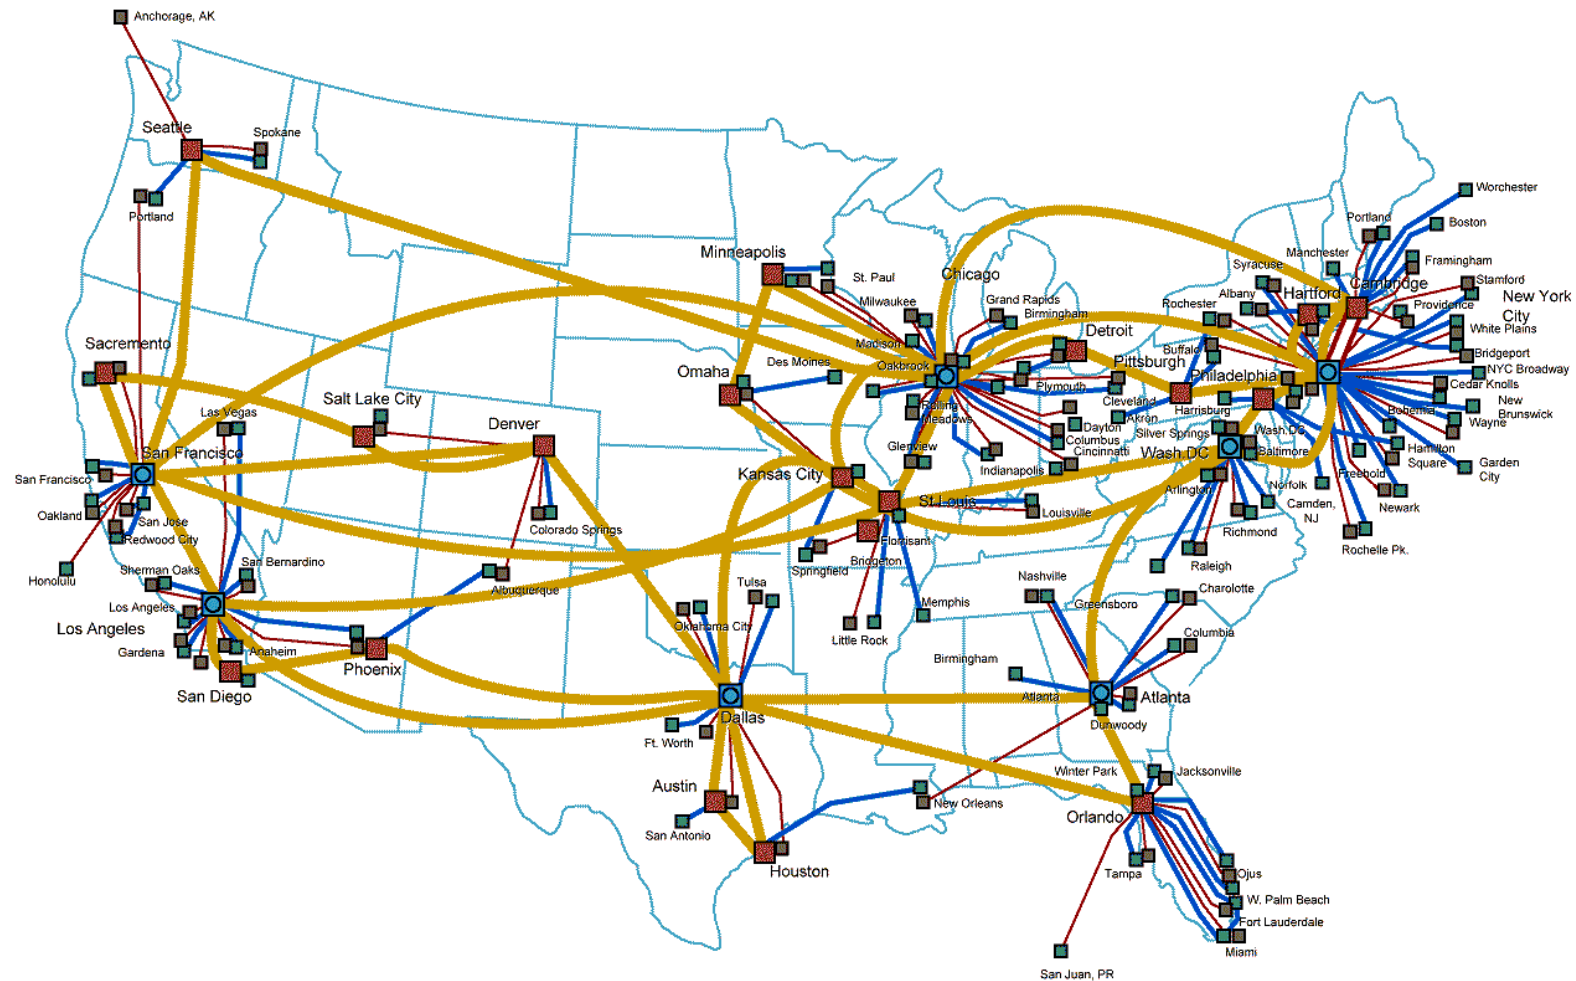 Anchorage, AK
Seattle
Spokane
Portland
Worchester
Portland
Boston
Minneapolis
St. Paul
Chicago
Manchester
Syracuse
Framingham
Cambridge
Stamford
Milwaukee
Grand Rapids
Birmingham
Rochester
Albany
Hartford
Providence
New York
City
Sacramento
Madison
Detroit
White Plains
Omaha
Des Moines
Oakbrook
Pittsburgh
Buffalo
Philadelphia
Bridgeport
NYC Broadway
Plymouth
Cleveland
Cedar Knolls
Salt Lake City
Las Vegas
Rolling
Meadows
Akron
Harrisburg
Bohemia
New
Brunswick
Wayne
Denver
Dayton
Columbus
Cincinnatti
Silver Springs
Wash.DC
San Francisco
Glenview
Indianapolis
Wash.DC
Baltimore
Hamilton
Square
Garden
City
San Francisco
Kansas City
Freehold
Arlington
Norfolk
Oakland
San Jose
Redwood City
Colorado Springs
St.Louis
Louisville
Camden,
NJ
Newark
Richmond
Florissant
Bridgeton
Rochelle Pk.
Honolulu
Sherman Oaks
San Bernardino
Springfield
Raleigh
Albuquerque
Tulsa
Nashville
Charolotte
Los Angeles
Memphis
Greensboro
Los Angeles
Oklahoma City
Little Rock
Columbia
Gardena
Anaheim
Phoenix
Birmingham
San Diego
Atlanta
Atlanta
Dallas
Dunwoody
Ft. Worth
Winter Park
Jacksonville
Austin
New Orleans
Orlando
San Antonio
Houston
Tampa
Ojus
W. Palm Beach
Fort Lauderdale
Miami
San Juan, PR